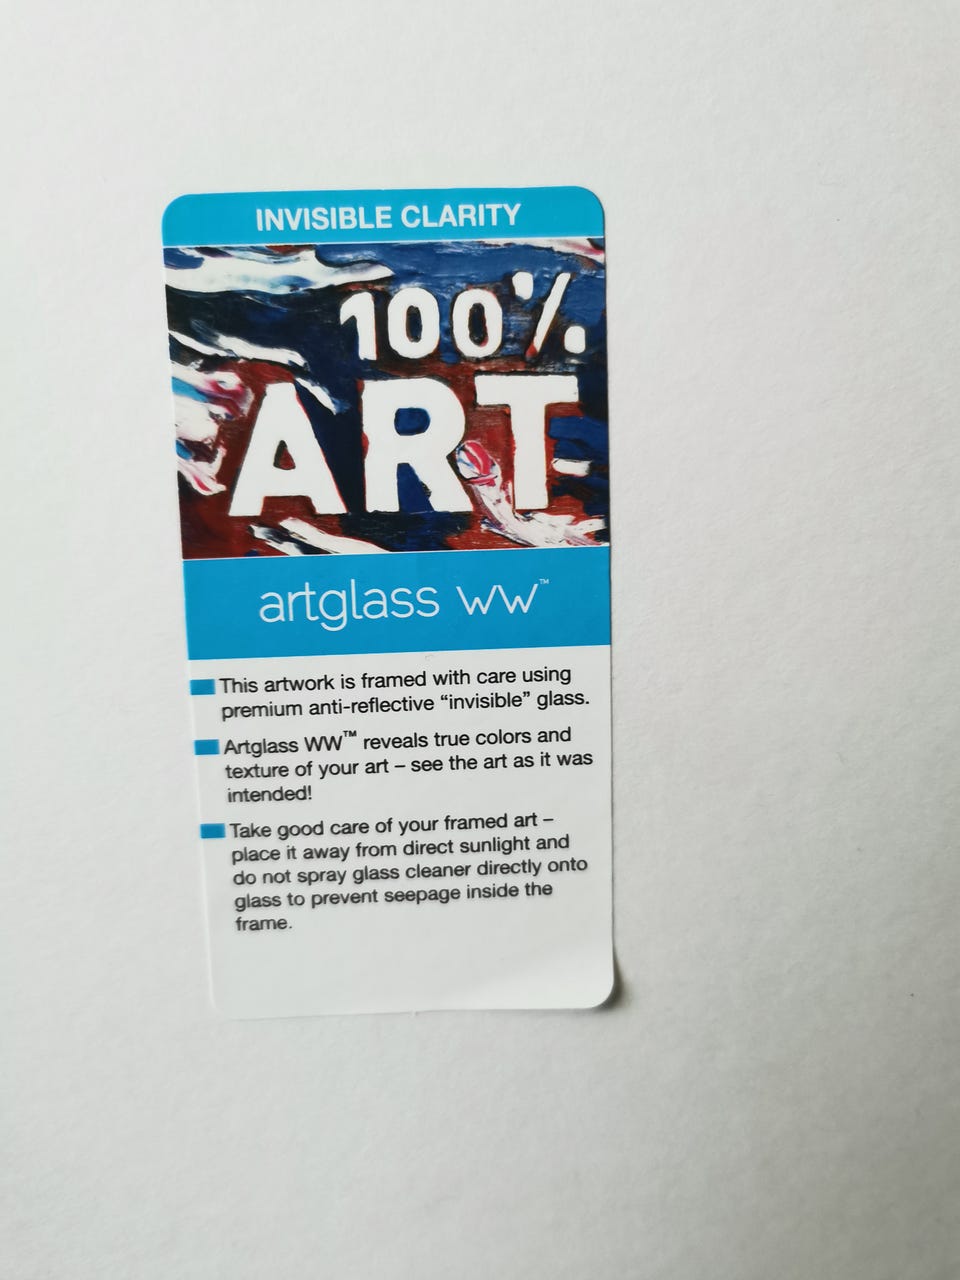 INVISIBLE CLARITY
100%
ART
artglass ww™
This artwork is framed with care using
premium anti-reflective “invisible” glass.
Artglass WW™ reveals true colors and
texture of your art – see the art as it was
intended!
Take good care of your framed art –
place it away from direct sunlight and
do not spray glass cleaner directly onto
glass to prevent seepage inside the
frame.